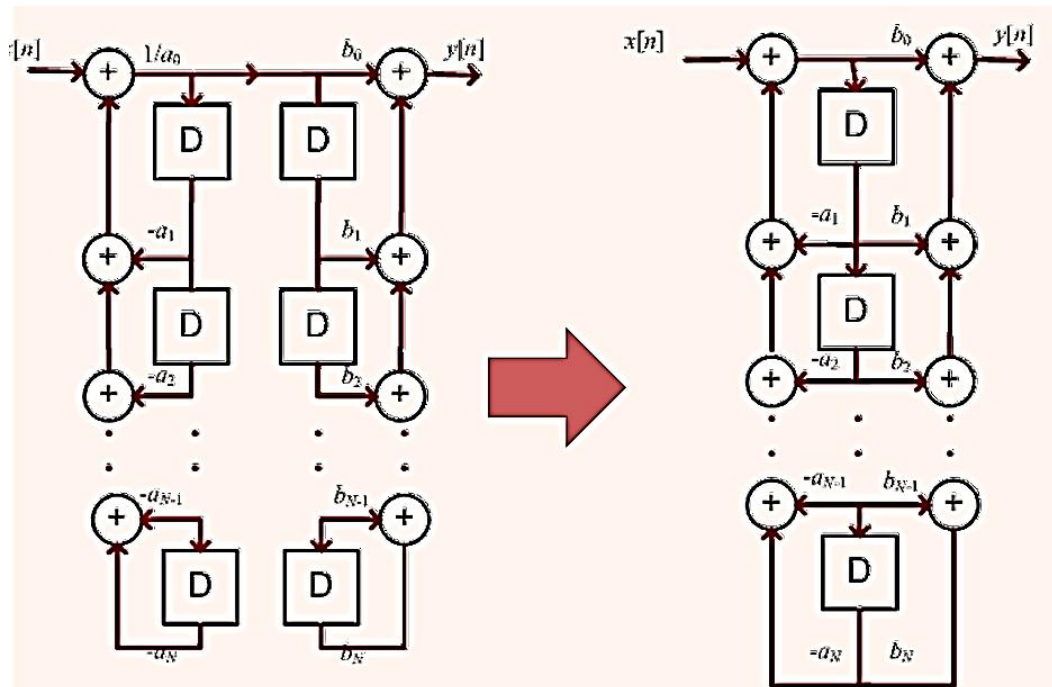 x[n] + 1/a0 b0 + y[n]
D D
+ -a1 b1 +
D D
+ -a2 b2 +
+ -aN-1 bN-1 +
D D
-aN bN
x[n] + b0 + y[n]
D
+ -a1 b1 +
D
+ -a2 b2 +
+ -aN-1 bN-1 +
D
-aN bN